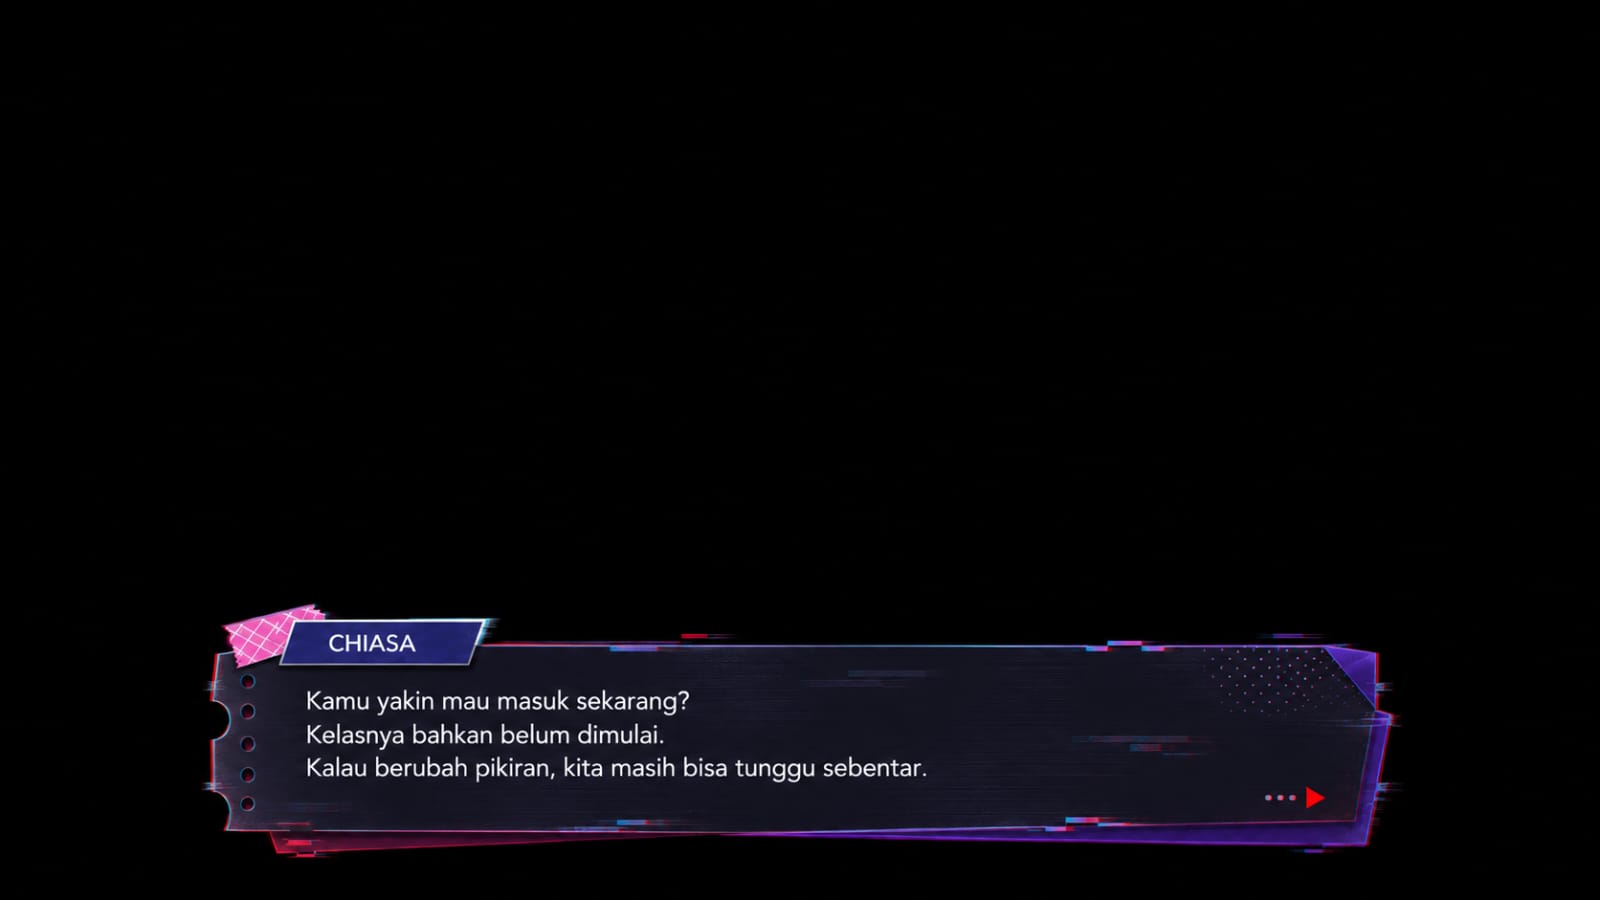 CHIASA
Kamu yakin mau masuk sekarang?
Kelasnya bahkan belum dimulai.
Kalau berubah pikiran, kita masih bisa tunggu sebentar.